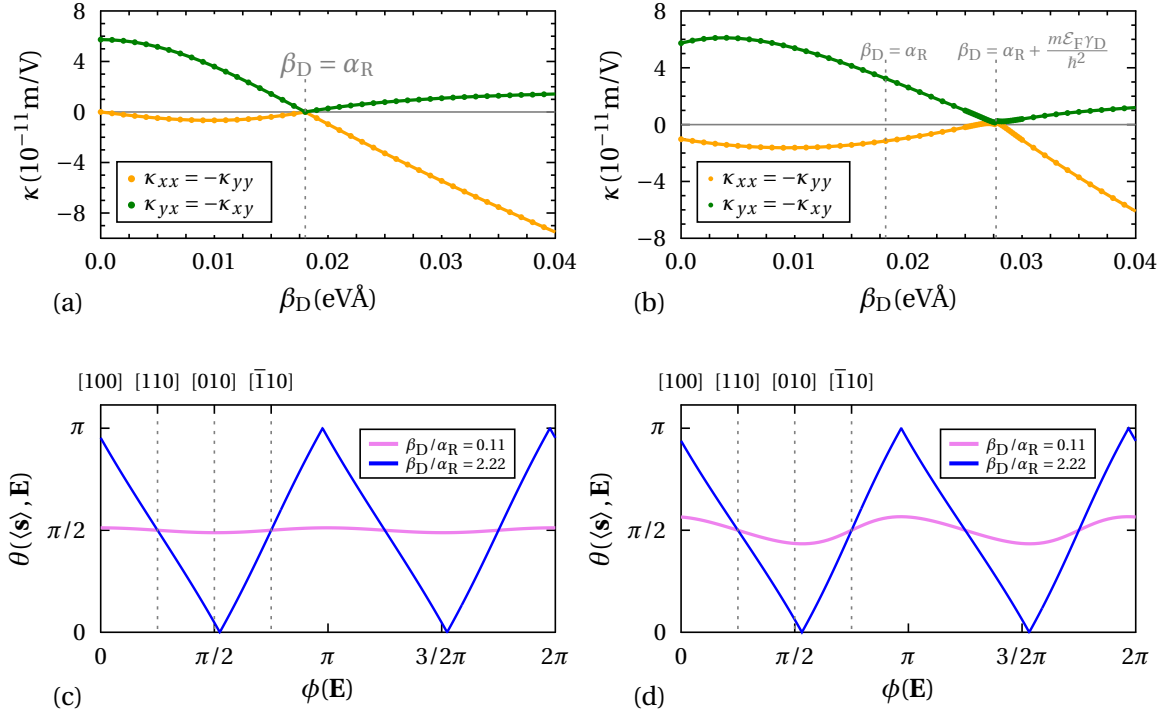 κ (10⁻¹¹m/V)
8
4
0
−4
−8
β_D = α_R
κ_xx = −κ_yy
κ_yx = −κ_xy
0.0 0.01 0.02 0.03 0.04
(a) β_D(eVÅ)
κ (10⁻¹¹m/V)
8
4
0
−4
−8
β_D = α_R β_D = α_R + mℰ_Fγ_D/ħ²
κ_xx = −κ_yy
κ_yx = −κ_xy
0.0 0.01 0.02 0.03 0.04
(b) β_D(eVÅ)
[100] [110] [010] [1̅10]
θ(⟨s⟩, E)
π
π/2
0
β_D/α_R = 0.11
β_D/α_R = 2.22
0 π/2 π 3/2π 2π
(c) ϕ(E)
[100] [110] [010] [1̅10]
θ(⟨s⟩, E)
π
π/2
0
β_D/α_R = 0.11
β_D/α_R = 2.22
0 π/2 π 3/2π 2π
(d) ϕ(E)